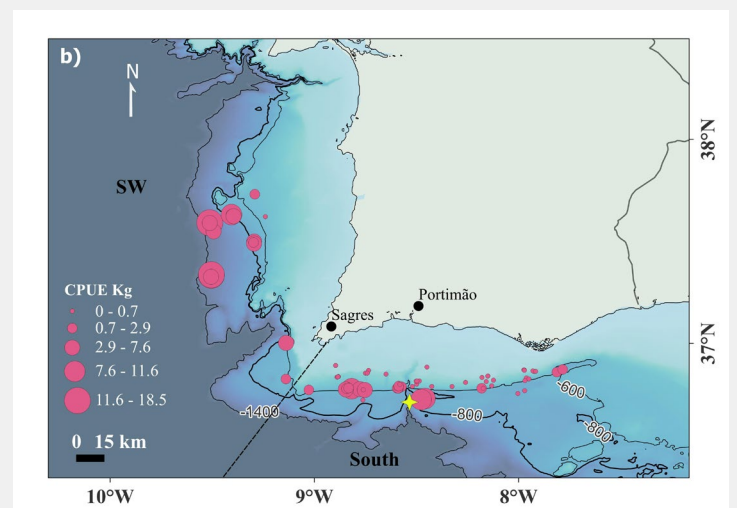 b)
N
38°N
SW
CPUE Kg
0 - 0.7
0.7 - 2.9
2.9 - 7.6
7.6 - 11.6
11.6 - 18.5
Portimão
Sagres
37°N
-600
-1400
-800
-800
0 15 km
South
10°W 9°W 8°W